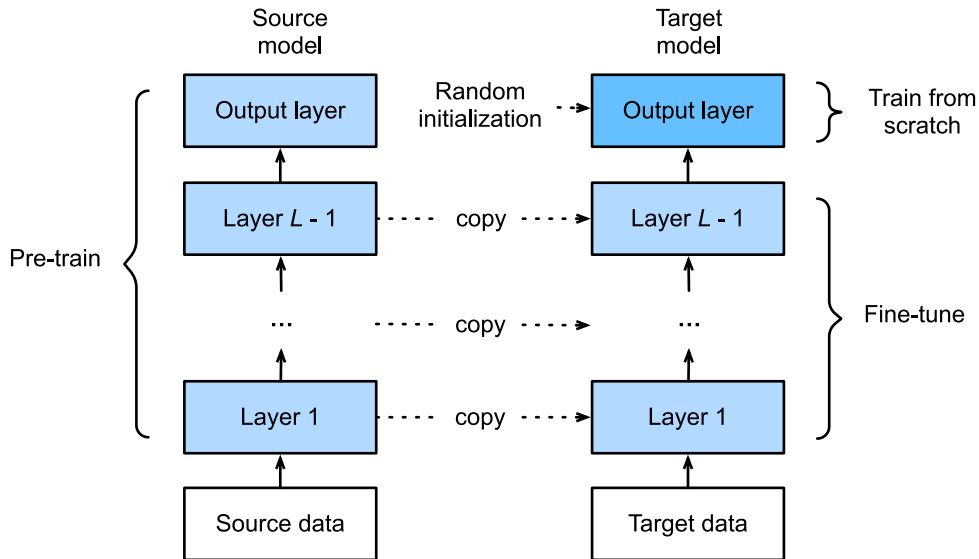 Source
model
Target
model
Output layer
Random
initialization
Output layer
Train from
scratch
Layer L - 1
copy
Layer L - 1
Pre-train
...
copy
...
Fine-tune
Layer 1
copy
Layer 1
Source data
Target data